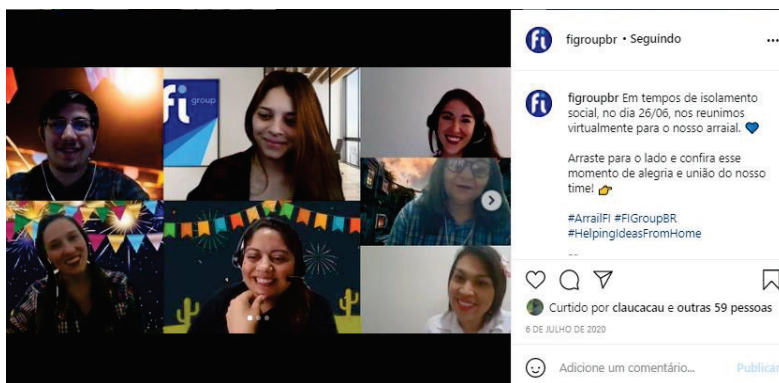 figroupbr • Seguindo
fi group
figroupbr Em tempos de isolamento
social, no dia 26/06, nos reunimos
virtualmente para o nosso arraial. 💙
Arraste para o lado e confira esse
momento de alegria e união do nosso
time! 👉
#ArraiIFI #FIGroupBR
#HelpingIdeasFromHome
--
Curtido por claucacau e outras 59 pessoas
6 DE JULHO DE 2020
Adicione um comentário...
Publicar